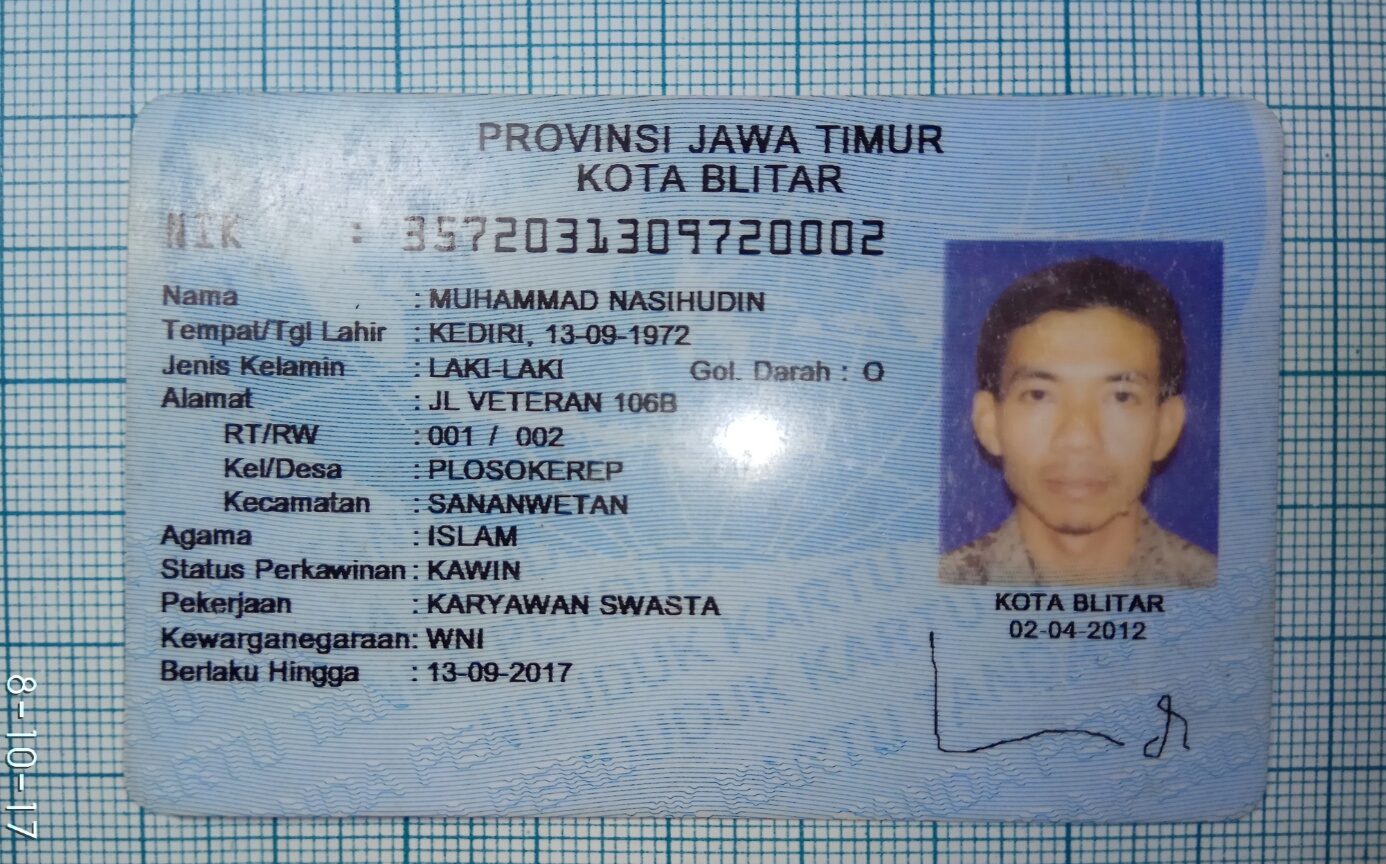 PROVINSI JAWA TIMUR
KOTA BLITAR
NIK : 3572031309720002
Nama : MUHAMMAD NASIHUDIN
Tempat/Tgl Lahir : KEDIRI, 13-09-1972
Jenis Kelamin : LAKI-LAKI Gol. Darah : O
Alamat : JL VETERAN 106B
RT/RW : 001 / 002
Kel/Desa : PLOSOKEREP
Kecamatan : SANANWETAN
Agama : ISLAM
Status Perkawinan : KAWIN
Pekerjaan : KARYAWAN SWASTA
Kewarganegaraan : WNI
Berlaku Hingga : 13-09-2017
KOTA BLITAR
02-04-2012
8-10-17